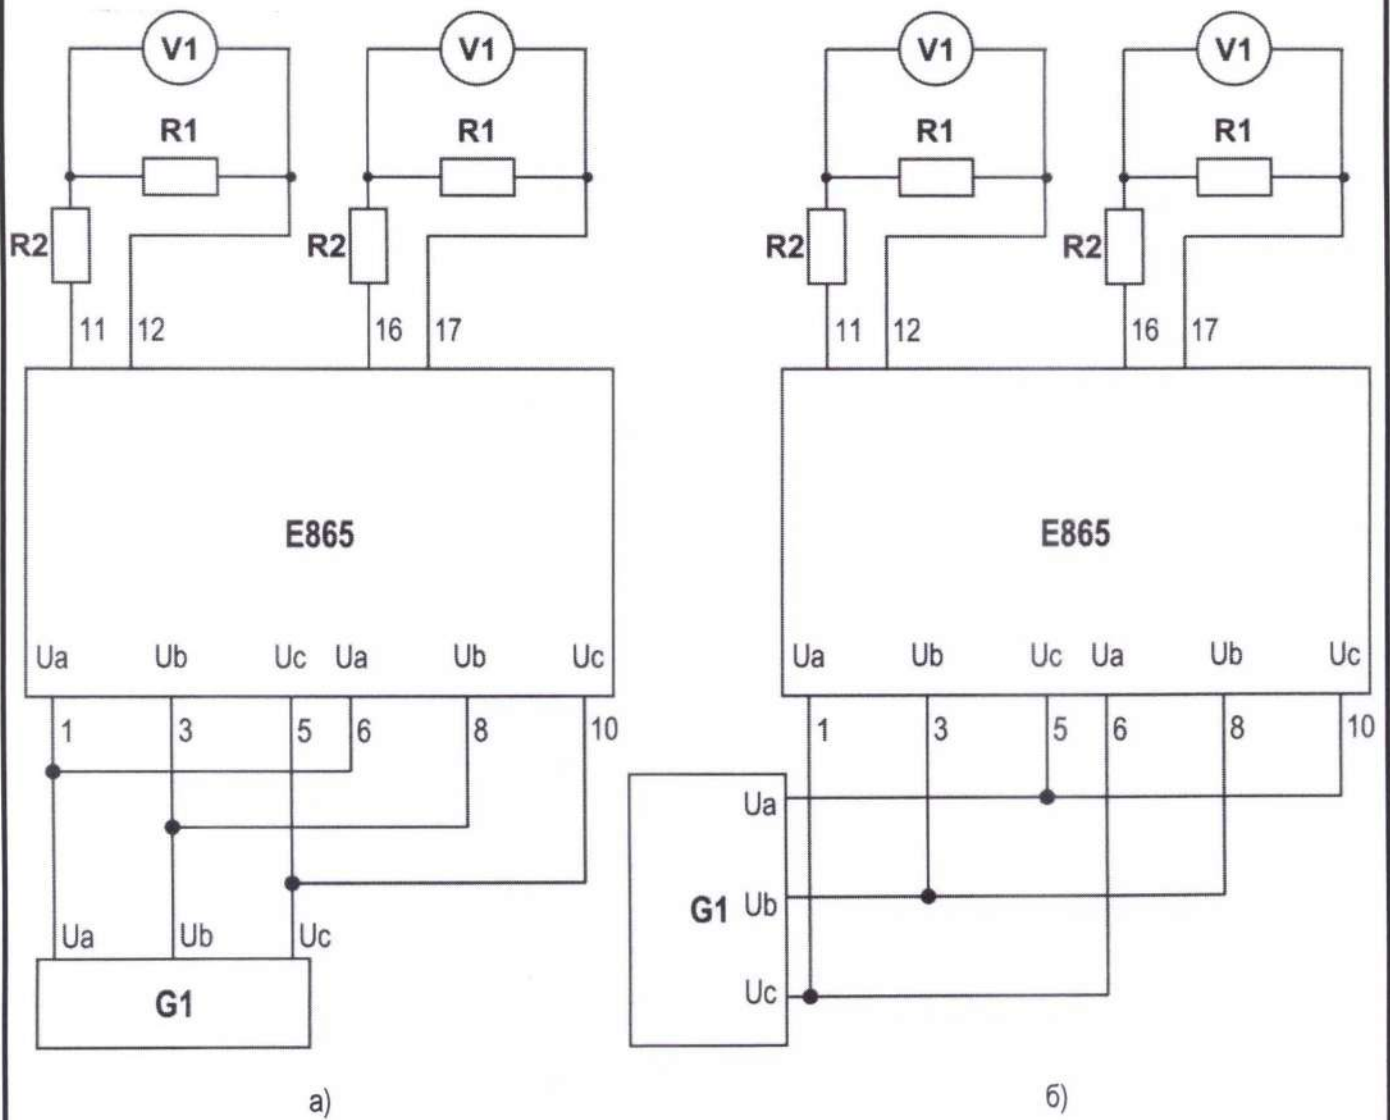 V1 V1 V1 V1
R1 R1 R1 R1
R2 R2 R2 R2
11 12 16 17 11 12 16 17
E865 E865
Ua Ub Uc Ua Ub Uc Ua Ub Uc Ua Ub Uc
1 3 5 6 8 10 1 3 5 6 8 10
Ua
G1 Ub
Ua Ub Uc
Uc
G1
а) б)